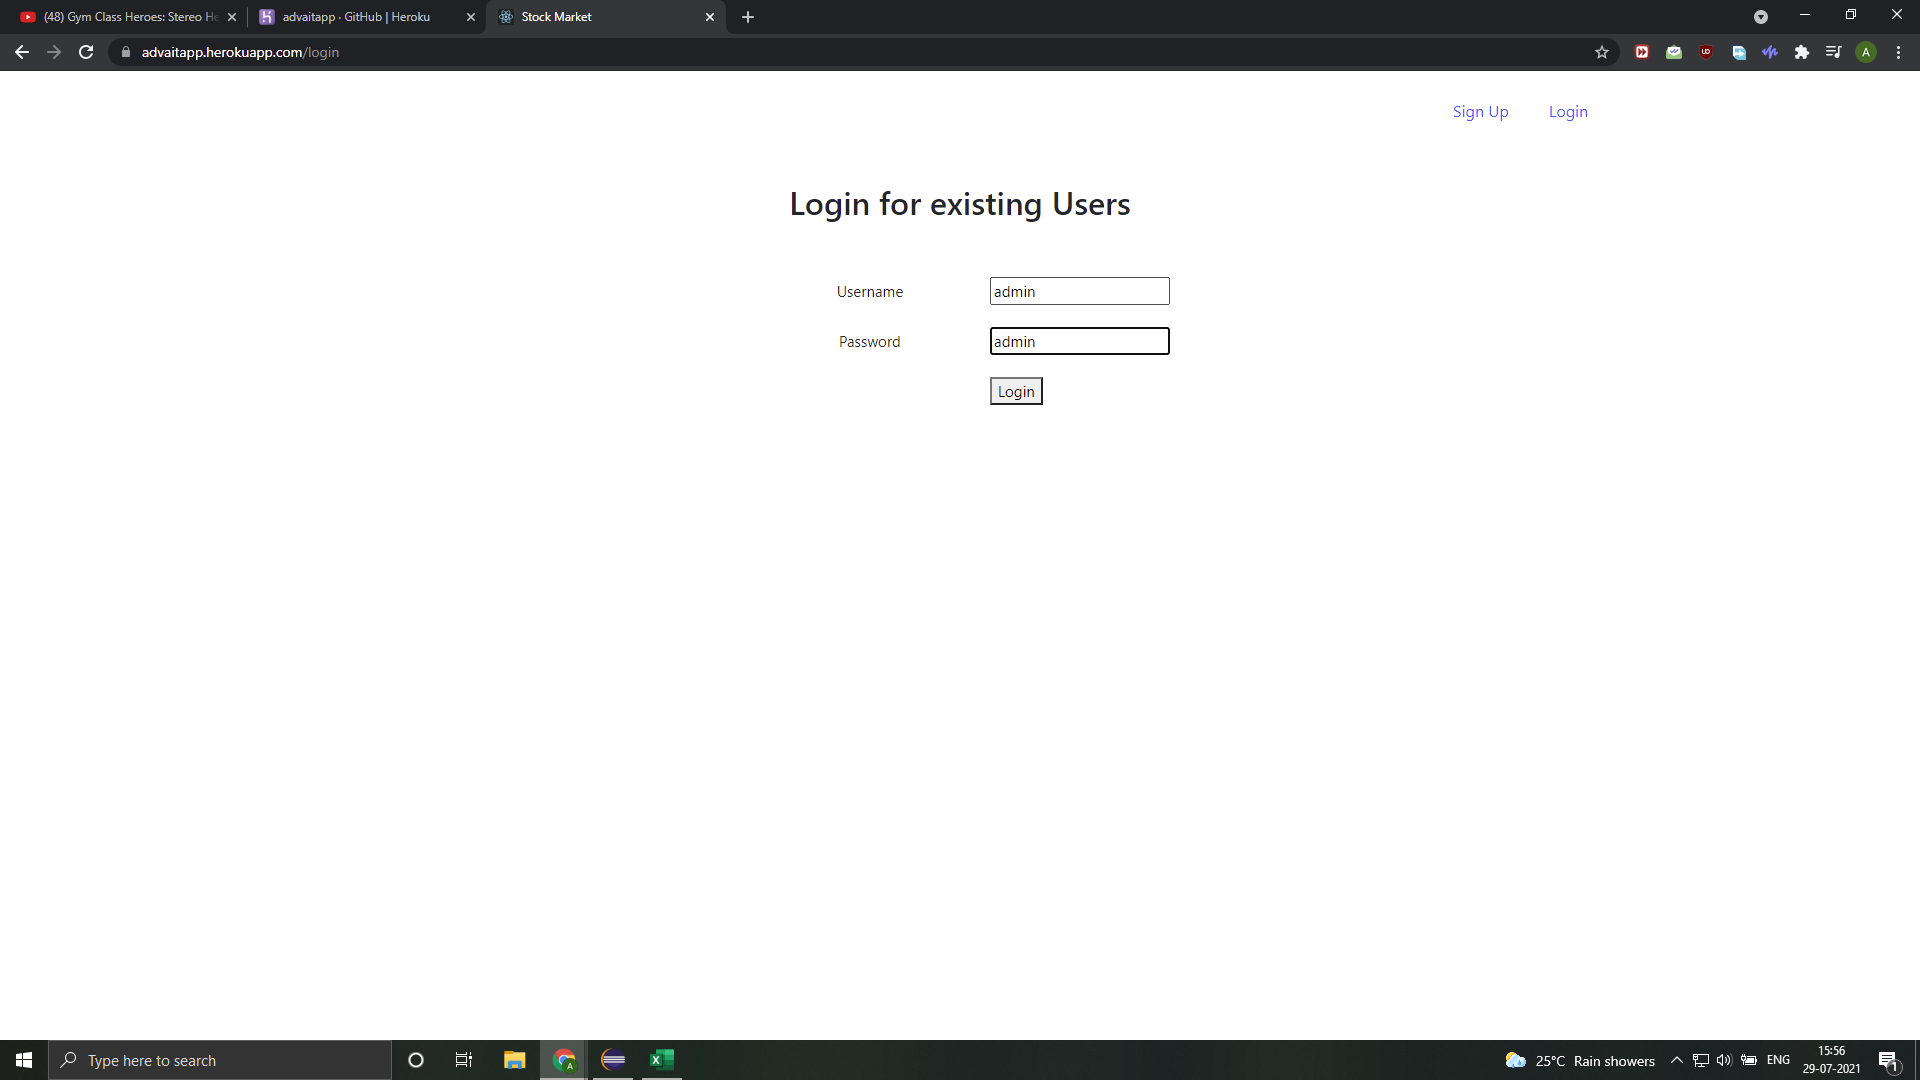 (48) Gym Class Heroes: Stereo He
advaitapp · GitHub | Heroku
Stock Market
advaitapp.herokuapp.com/login
A
Sign Up
Login
Login for existing Users
Username
admin
Password
admin
Login
Type here to search
A
25°C Rain showers
ENG
15:56
29-07-2021
1